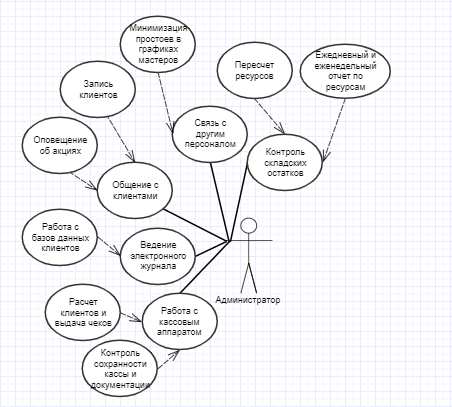 Минимизация
простоев в
графиках
мастеров
Пересчет
ресурсов
Ежедневный и
еженедельный
отчет по
ресурсам
Запись
клиентов
Связь с
другим
персоналом
Оповещение
об акциях
Контроль
складских
остатков
Общение с
клиентами
Работа с
базов данных
клиентов
Ведение
электронного
журнала
Администратор
Расчет
клиентов и
выдача чеков
Работа с
кассовым
аппаратом
Контроль
сохранности
кассы и
документации